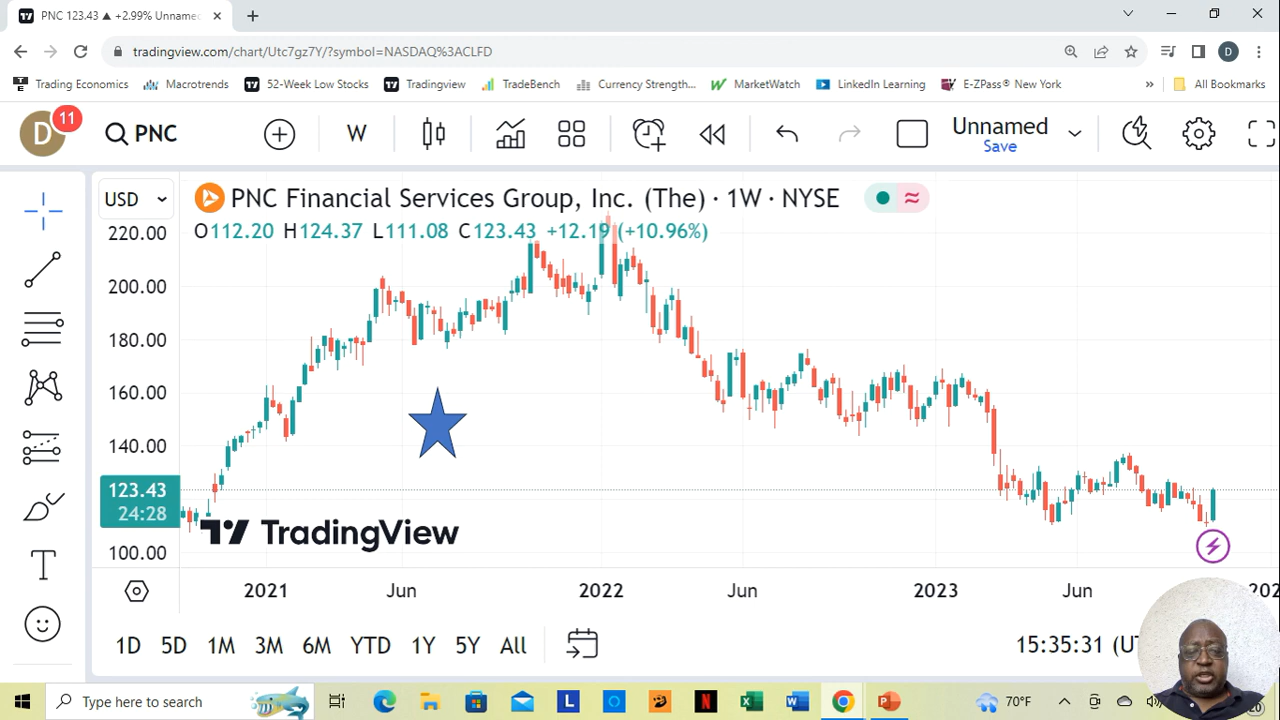 PNC 123.43 ▲ +2.99% Unname
tradingview.com/chart/Utc7gz7Y/?symbol=NASDAQ%3ACLFD
D
Trading Economics
Macrotrends
52-Week Low Stocks
Tradingview
TradeBench
Currency Strength...
MarketWatch
LinkedIn Learning
E-ZPass® New York
»
All Bookmarks
D
11
PNC
W
Unnamed
Save
USD
PNC Financial Services Group, Inc. (The) · 1W · NYSE
O112.20 H124.37 L111.08 C123.43 +12.19 (+10.96%)
220.00
200.00
180.00
160.00
140.00
123.43
24:28
100.00
TradingView
2021
Jun
2022
Jun
2023
Jun
1D 5D 1M 3M 6M YTD 1Y 5Y All
15:35:31 (UT
Type here to search
70°F